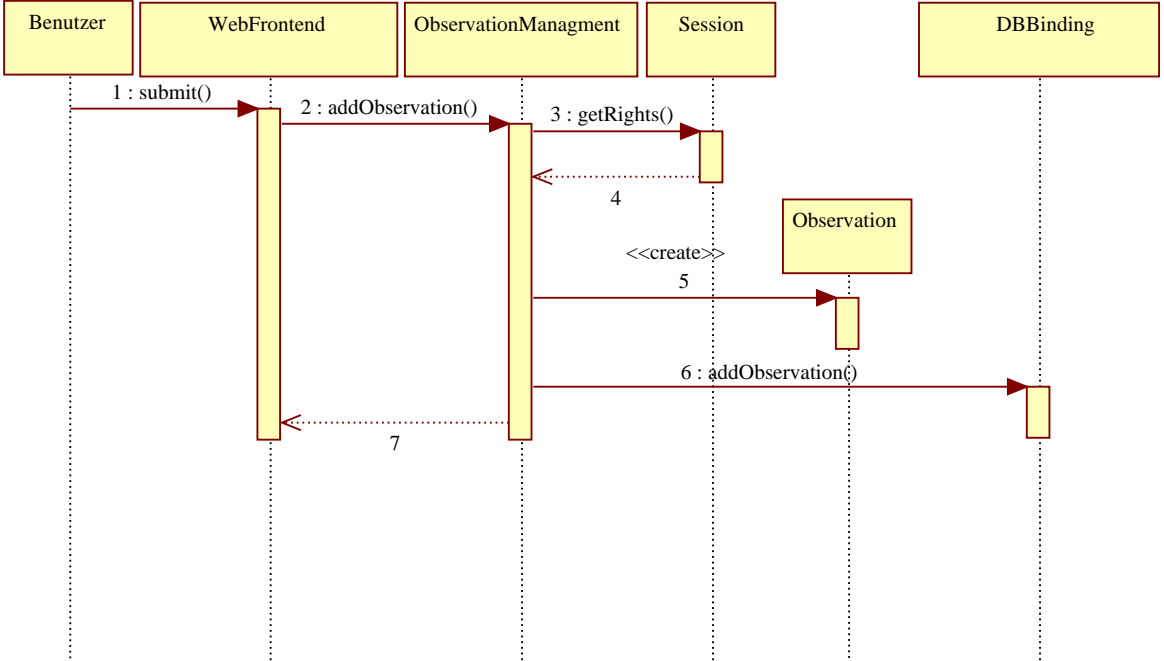 Benutzer
WebFrontend
ObservationManagment
Session
DBBinding
1 : submit()
2 : addObservation()
3 : getRights()
4
Observation
<<create>>
5
6 : addObservation()
7